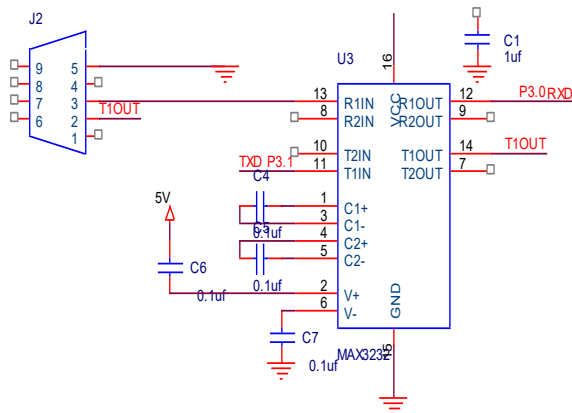 J2
9
8
7
6
5
4
3
2
1
T1OUT
U3
16
C1
1uf
13
8
10
11
1
3
4
5
2
6
R1IN
R2IN
T2IN
T1IN
C1+
C1-
C2+
C2-
V+
V-
VCC
GND
R1OUT
R2OUT
T1OUT
T2OUT
12
9
14
7
P3.0 RXD
T1OUT
TXD P3.1
C4
0.1uf
C5
0.1uf
5V
C6
0.1uf
C7
0.1uf
MAX3232
15